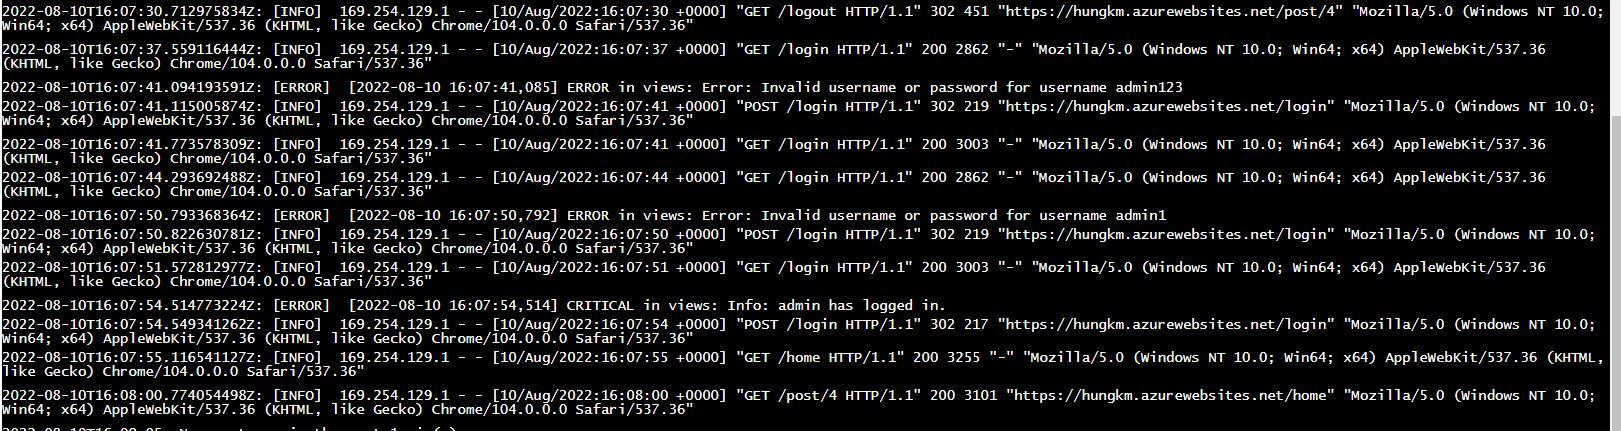 2022-08-10T16:07:30.712975834Z: [INFO]  169.254.129.1 - - [10/Aug/2022:16:07:30 +0000] "GET /logout HTTP/1.1" 302 451 "https://hungkm.azurewebsites.net/post/4" "Mozilla/5.0 (Windows NT 10.0;
Win64; x64) AppleWebKit/537.36 (KHTML, like Gecko) Chrome/104.0.0.0 Safari/537.36"
2022-08-10T16:07:37.559116444Z: [INFO]  169.254.129.1 - - [10/Aug/2022:16:07:37 +0000] "GET /login HTTP/1.1" 200 2862 "-" "Mozilla/5.0 (Windows NT 10.0; Win64; x64) AppleWebKit/537.36
(KHTML, like Gecko) Chrome/104.0.0.0 Safari/537.36"
2022-08-10T16:07:41.094193591Z: [ERROR]  [2022-08-10 16:07:41,085] ERROR in views: Error: Invalid username or password for username admin123
2022-08-10T16:07:41.115005874Z: [INFO]  169.254.129.1 - - [10/Aug/2022:16:07:41 +0000] "POST /login HTTP/1.1" 302 219 "https://hungkm.azurewebsites.net/login" "Mozilla/5.0 (Windows NT 10.0;
Win64; x64) AppleWebKit/537.36 (KHTML, like Gecko) Chrome/104.0.0.0 Safari/537.36"
2022-08-10T16:07:41.773578309Z: [INFO]  169.254.129.1 - - [10/Aug/2022:16:07:41 +0000] "GET /login HTTP/1.1" 200 3003 "-" "Mozilla/5.0 (Windows NT 10.0; Win64; x64) AppleWebKit/537.36
(KHTML, like Gecko) Chrome/104.0.0.0 Safari/537.36"
2022-08-10T16:07:44.293692488Z: [INFO]  169.254.129.1 - - [10/Aug/2022:16:07:44 +0000] "GET /login HTTP/1.1" 200 2862 "-" "Mozilla/5.0 (Windows NT 10.0; Win64; x64) AppleWebKit/537.36
(KHTML, like Gecko) Chrome/104.0.0.0 Safari/537.36"
2022-08-10T16:07:50.793368364Z: [ERROR]  [2022-08-10 16:07:50,792] ERROR in views: Error: Invalid username or password for username admin1
2022-08-10T16:07:50.822630781Z: [INFO]  169.254.129.1 - - [10/Aug/2022:16:07:50 +0000] "POST /login HTTP/1.1" 302 219 "https://hungkm.azurewebsites.net/login" "Mozilla/5.0 (Windows NT 10.0;
Win64; x64) AppleWebKit/537.36 (KHTML, like Gecko) Chrome/104.0.0.0 Safari/537.36"
2022-08-10T16:07:51.572812977Z: [INFO]  169.254.129.1 - - [10/Aug/2022:16:07:51 +0000] "GET /login HTTP/1.1" 200 3003 "-" "Mozilla/5.0 (Windows NT 10.0; Win64; x64) AppleWebKit/537.36
(KHTML, like Gecko) Chrome/104.0.0.0 Safari/537.36"
2022-08-10T16:07:54.514773224Z: [ERROR]  [2022-08-10 16:07:54,514] CRITICAL in views: Info: admin has logged in.
2022-08-10T16:07:54.549341262Z: [INFO]  169.254.129.1 - - [10/Aug/2022:16:07:54 +0000] "POST /login HTTP/1.1" 302 217 "https://hungkm.azurewebsites.net/login" "Mozilla/5.0 (Windows NT 10.0;
Win64; x64) AppleWebKit/537.36 (KHTML, like Gecko) Chrome/104.0.0.0 Safari/537.36"
2022-08-10T16:07:55.116541127Z: [INFO]  169.254.129.1 - - [10/Aug/2022:16:07:55 +0000] "GET /home HTTP/1.1" 200 3255 "-" "Mozilla/5.0 (Windows NT 10.0; Win64; x64) AppleWebKit/537.36 (KHTML,
like Gecko) Chrome/104.0.0.0 Safari/537.36"
2022-08-10T16:08:00.774054498Z: [INFO]  169.254.129.1 - - [10/Aug/2022:16:08:00 +0000] "GET /post/4 HTTP/1.1" 200 3101 "https://hungkm.azurewebsites.net/home" "Mozilla/5.0 (Windows NT 10.0;
Win64; x64) AppleWebKit/537.36 (KHTML, like Gecko) Chrome/104.0.0.0 Safari/537.36"